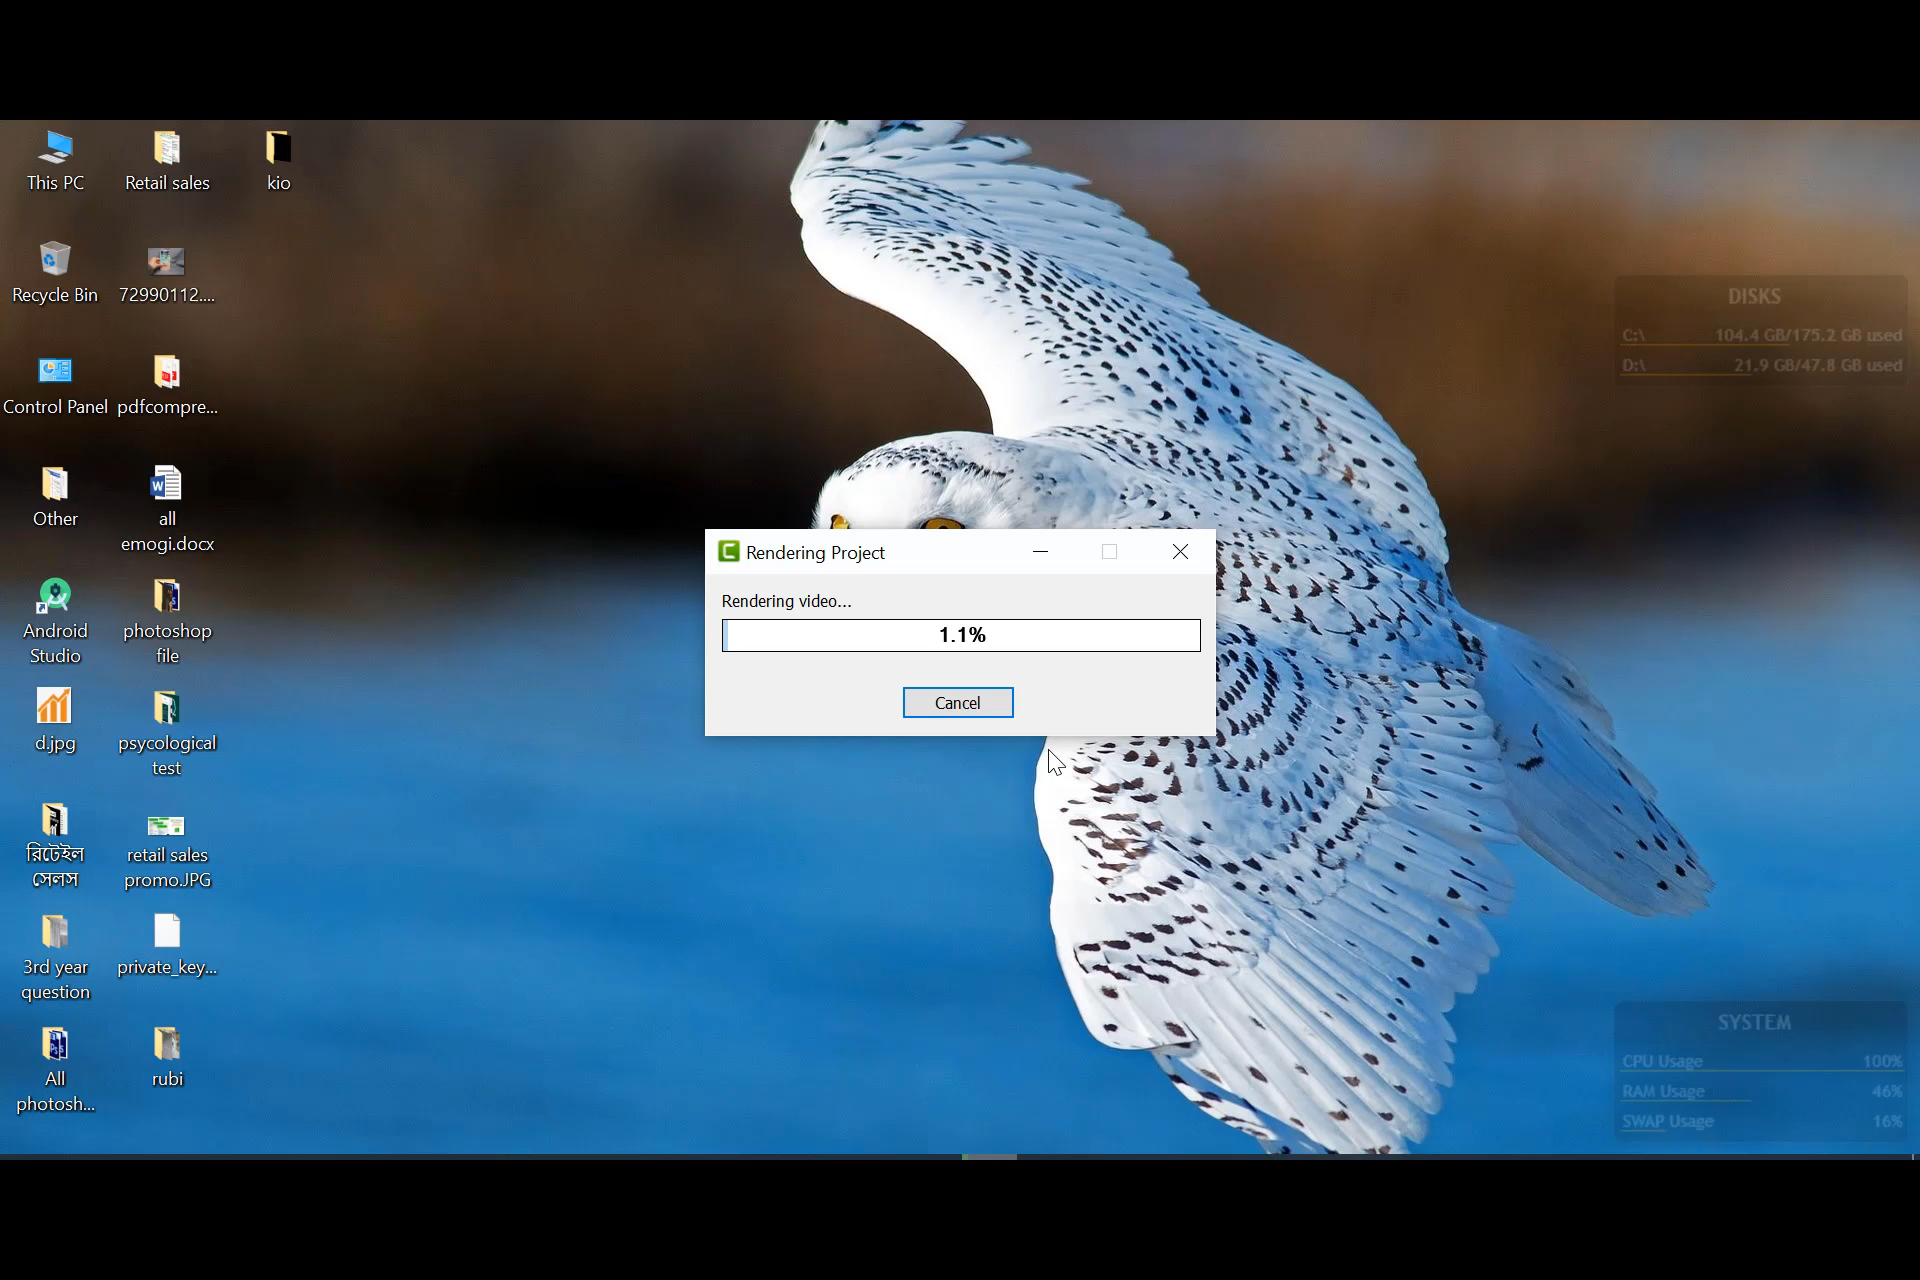 This PC
Retail sales
kio
Recycle Bin
72990112....
Control Panel
pdfcompre...
Other
all
emogi.docx
Android
Studio
photoshop
file
d.jpg
psycological
test
রিটেইল
সেলস
retail sales
promo.JPG
3rd year
question
private_key...
All
photosh...
rubi
Rendering Project
Rendering video...
1.1%
Cancel
DISKS
C:\ 104.4 GB/175.2 GB used
D:\ 21.9 GB/47.8 GB used
SYSTEM
CPU Usage 100%
RAM Usage 46%
SWAP Usage 16%